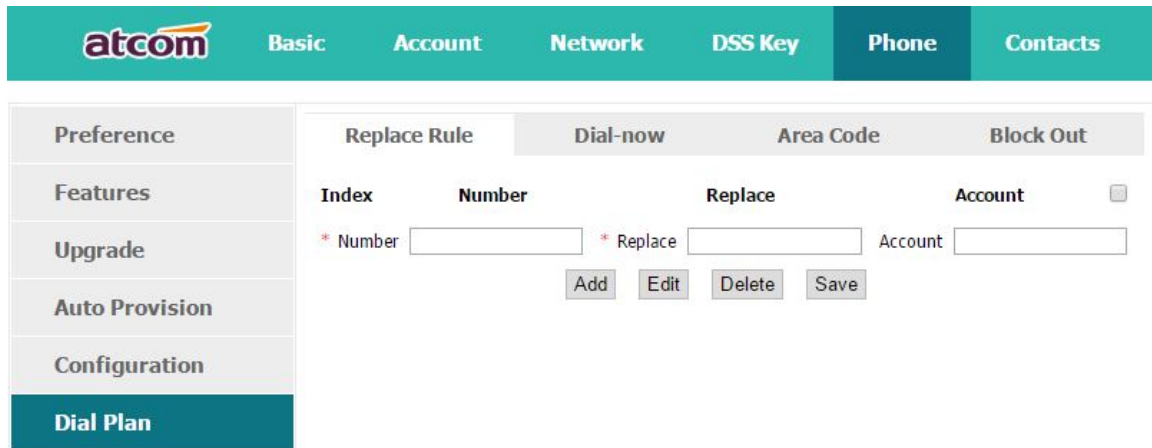 atcom Basic Account Network DSS Key Phone Contacts
Preference
Features
Upgrade
Auto Provision
Configuration
Dial Plan
Replace Rule Dial-now Area Code Block Out
Index Number Replace Account
* Number * Replace Account
Add Edit Delete Save